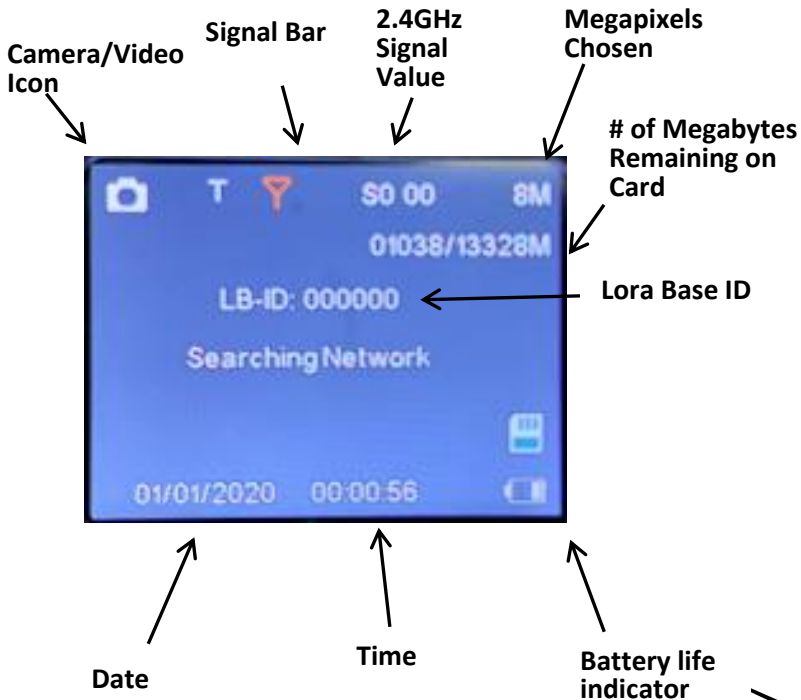 Camera/Video
Icon
Signal Bar
2.4GHz
Signal
Value
Megapixels
Chosen
# of Megabytes
Remaining on
Card
T S0 00 8M
01038/13328M
LB-ID: 000000
Lora Base ID
Searching Network
01/01/2020 00:00:56
Date
Time
Battery life
indicator